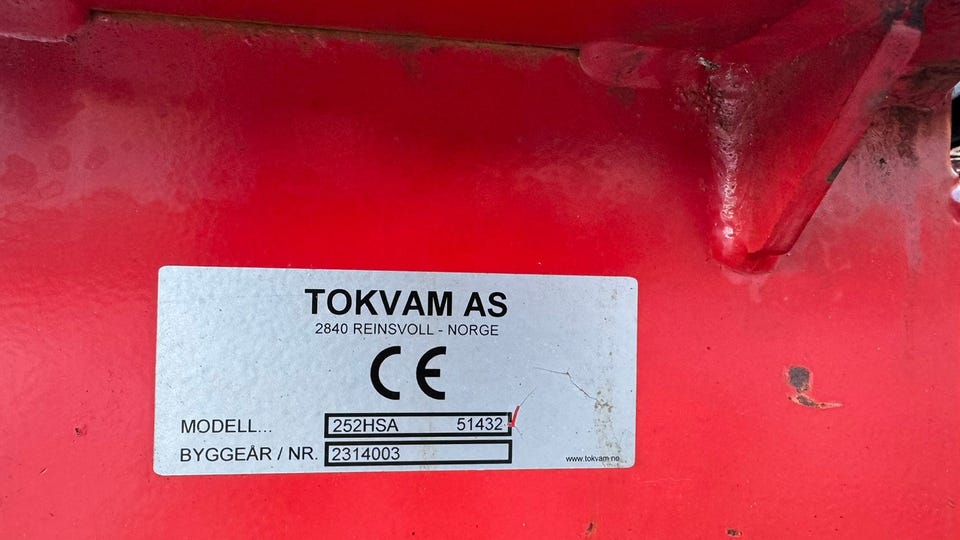 TOKVAM AS
2840 REINSVOLL - NORGE
CE
MODELL... 252HSA 51432
BYGGEÅR / NR. 2314003
www.tokvam.no